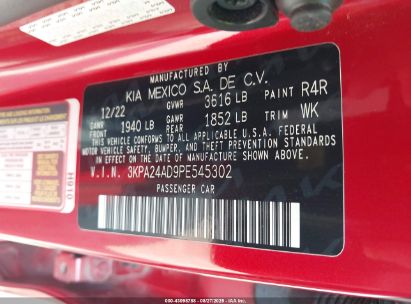 MANUFACTURED BY
KIA MEXICO S.A. DE C.V.
12/22 GVWR 3616 LB PAINT R4R
GAWR FRONT 1940 LB GAWR REAR 1852 LB TRIM WK
THIS VEHICLE CONFORMS TO ALL APPLICABLE U.S. FEDERAL MOTOR
VEHICLE SAFETY, BUMPER, AND THEFT PREVENTION STANDARDS
IN EFFECT ON THE DATE OF MANUFACTURE SHOWN ABOVE.
V.I.N. 3KPA24AD9PE545302
PASSENGER CAR
H9010